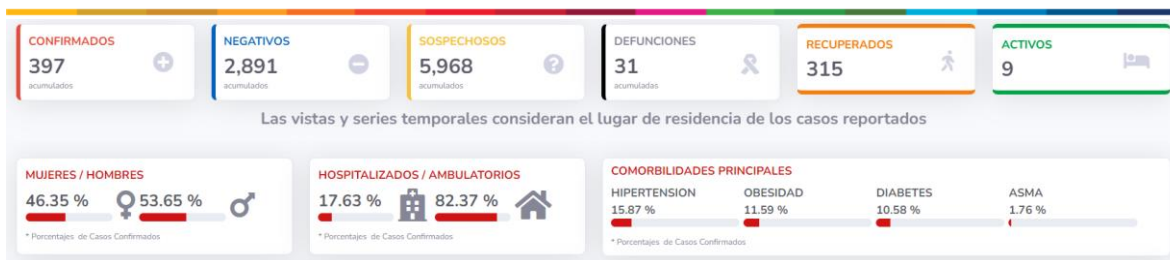 CONFIRMADOS
397
acumulados
NEGATIVOS
2,891
acumulados
SOSPECHOSOS
5,968
acumulados
DEFUNCIONES
31
acumuladas
RECUPERADOS
315
ACTIVOS
9
Las vistas y series temporales consideran el lugar de residencia de los casos reportados
MUJERES / HOMBRES
46.35 % 53.65 %
* Porcentajes de Casos Confirmados
HOSPITALIZADOS / AMBULATORIOS
17.63 % 82.37 %
* Porcentajes de Casos Confirmados
COMORBILIDADES PRINCIPALES
HIPERTENSION OBESIDAD DIABETES ASMA
15.87 % 11.59 % 10.58 % 1.76 %
* Porcentajes de Casos Confirmados